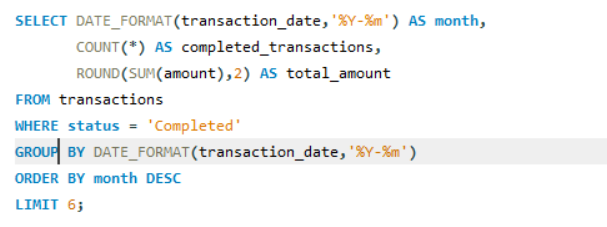 SELECT DATE_FORMAT(transaction_date,'%Y-%m') AS month,
COUNT(*) AS completed_transactions,
ROUND(SUM(amount),2) AS total_amount
FROM transactions
WHERE status = 'Completed'
GROUP BY DATE_FORMAT(transaction_date,'%Y-%m')
ORDER BY month DESC
LIMIT 6;